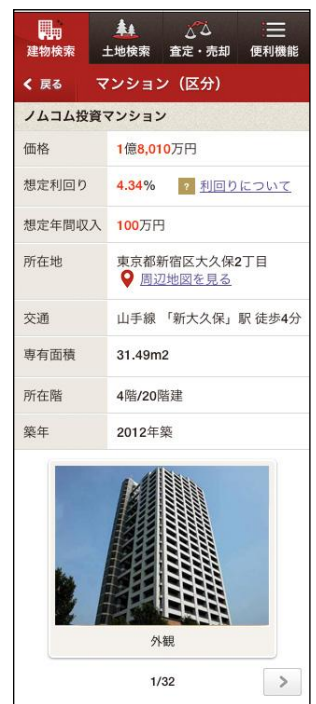 建物検索 土地検索 査定・売却 便利機能
戻る マンション（区分）
ノムコム投資マンション
価格 1億8,010万円
想定利回り 4.34% ? 利回りについて
想定年間収入 100万円
所在地 東京都新宿区大久保2丁目
周辺地図を見る
交通 山手線 「新大久保」駅 徒歩4分
専有面積 31.49m2
所在階 4階/20階建
築年 2012年築
外観
1/32